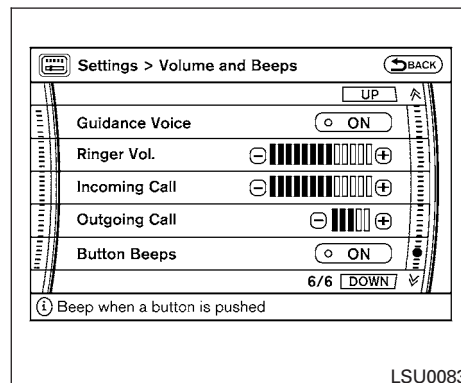 Settings > Volume and Beeps
BACK
UP
Guidance Voice
ON
Ringer Vol.
Incoming Call
Outgoing Call
Button Beeps
ON
6/6 DOWN
i Beep when a button is pushed
LSU0083